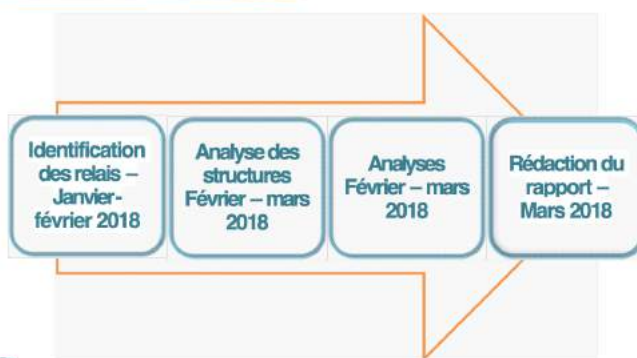 Identification
des relais –
Janvier-
février 2018
Analyse des
structures
Février – mars
2018
Analyses
Février – mars
2018
Rédaction du
rapport –
Mars 2018